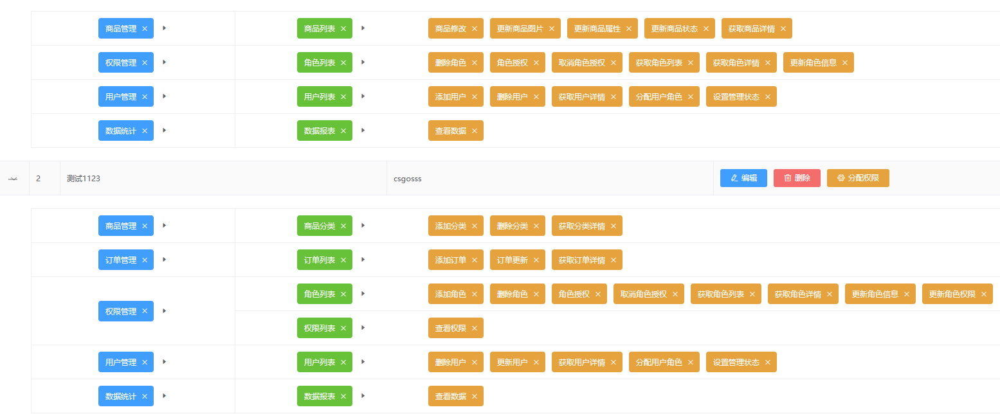 商品管理 商品列表 商品修改 更新商品图片 更新商品属性 更新商品状态 获取商品详情
权限管理 角色列表 删除角色 角色授权 取消角色授权 获取角色列表 获取角色详情 更新角色信息
用户管理 用户列表 添加用户 删除用户 获取用户详情 分配用户角色 设置管理状态
数据统计 数据报表 查看数据
2 测试1123 csgosss 编辑 删除 分配权限
商品管理 商品分类 添加分类 删除分类 获取分类详情
订单管理 订单列表 添加订单 订单更新 获取订单详情
角色列表 添加角色 删除角色 角色授权 取消角色授权 获取角色列表 获取角色详情 更新角色信息 更新角色权限
权限管理
权限列表 查看权限
用户管理 用户列表 删除用户 更新用户 获取用户详情 分配用户角色 设置管理状态
数据统计 数据报表 查看数据